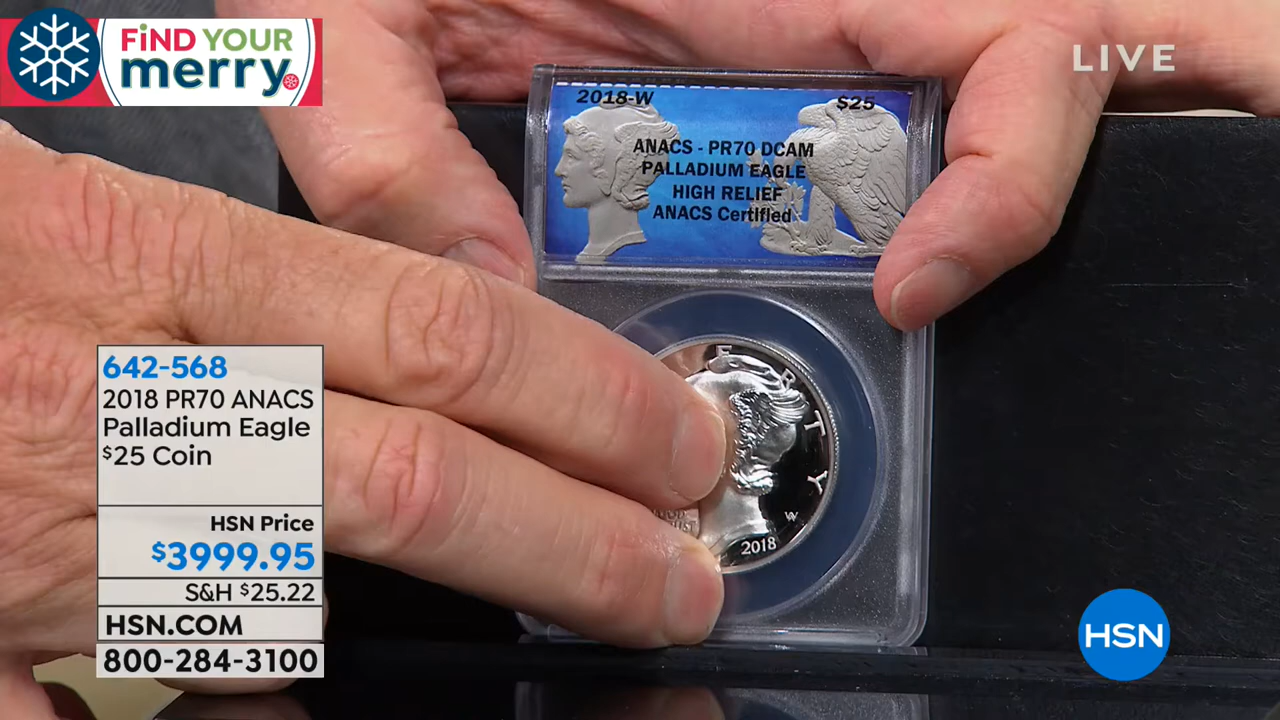 FiND YOUR
merry.
LIVE
2018-W
$25
ANACS - PR70 DCAM
PALLADIUM EAGLE
HIGH RELIEF
ANACS Certified
642-568
2018 PR70 ANACS
Palladium Eagle
$25 Coin
HSN Price
$3999.95
S&H $25.22
HSN.COM
800-284-3100
E R T Y
W
2018
HSN